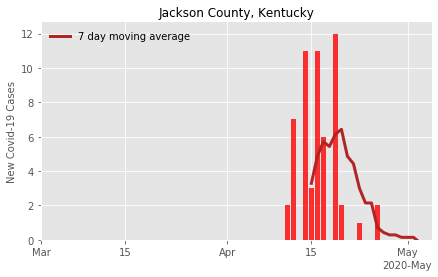 Jackson County, Kentucky
7 day moving average
New Covid-19 Cases
12
10
8
6
4
2
0
Mar
15
Apr
15
May
2020-May